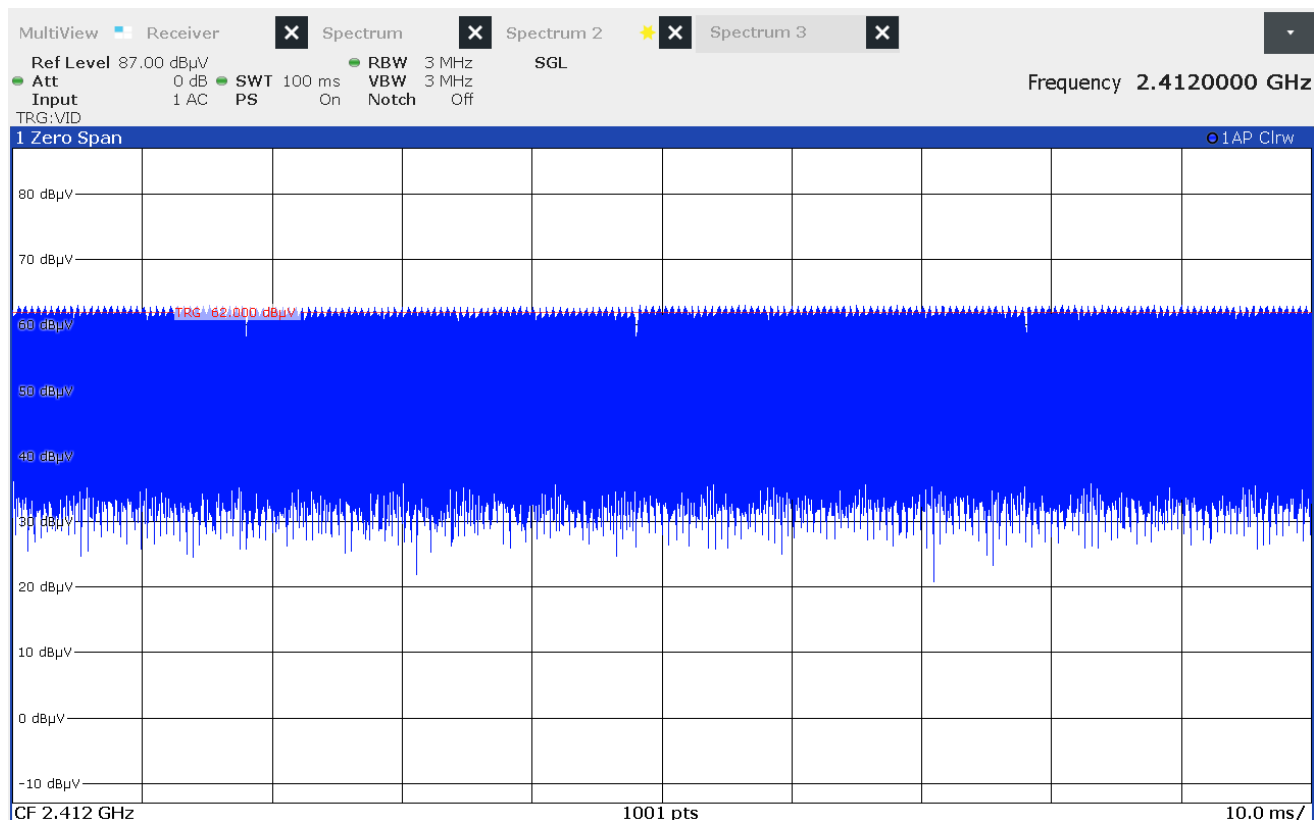 MultiView Receiver Spectrum Spectrum 2 Spectrum 3
Ref Level 87.00 dBµV RBW 3 MHz SGL
Att 0 dB SWT 100 ms VBW 3 MHz
Input 1 AC PS On Notch Off
Frequency 2.4120000 GHz
TRG:VID
1 Zero Span 1AP Clrw
80 dBµV
70 dBµV
TRG 62.000 dBµV
60 dBµV
50 dBµV
40 dBµV
30 dBµV
20 dBµV
10 dBµV
0 dBµV
-10 dBµV
CF 2.412 GHz 1001 pts 10.0 ms/